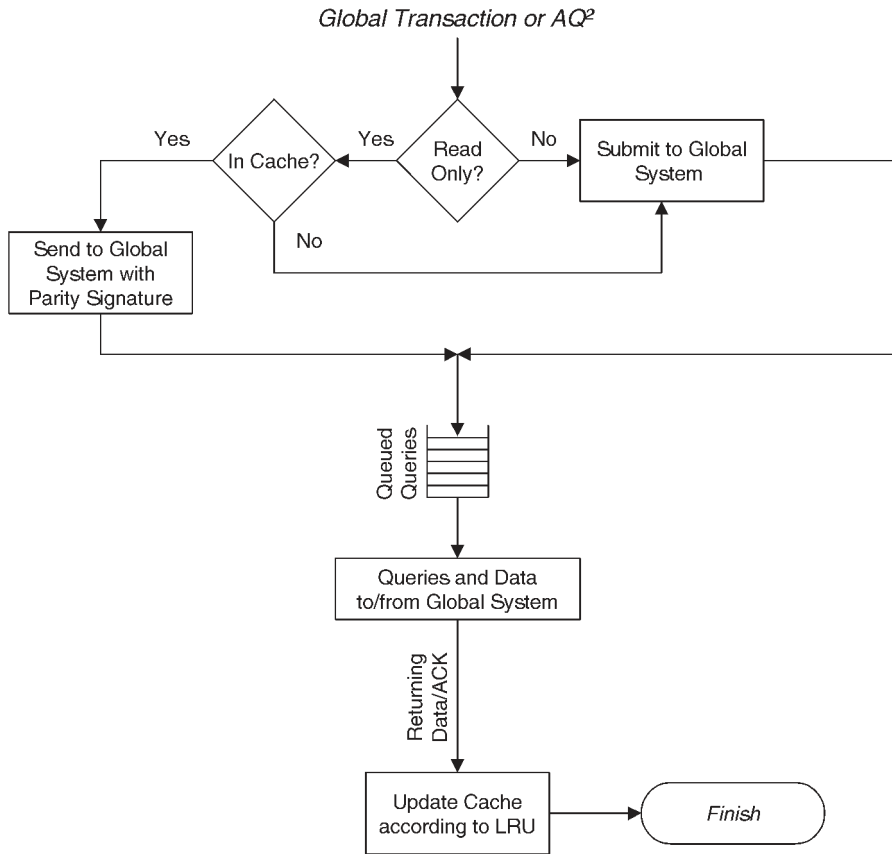 Global Transaction or AQ²
Yes
In Cache?
Yes
Read
Only?
No
Submit to Global
System
No
Send to Global
System with
Parity Signature
Queued
Queries
Queries and Data
to/from Global System
Returning
Data/ACK
Update Cache
according to LRU
Finish